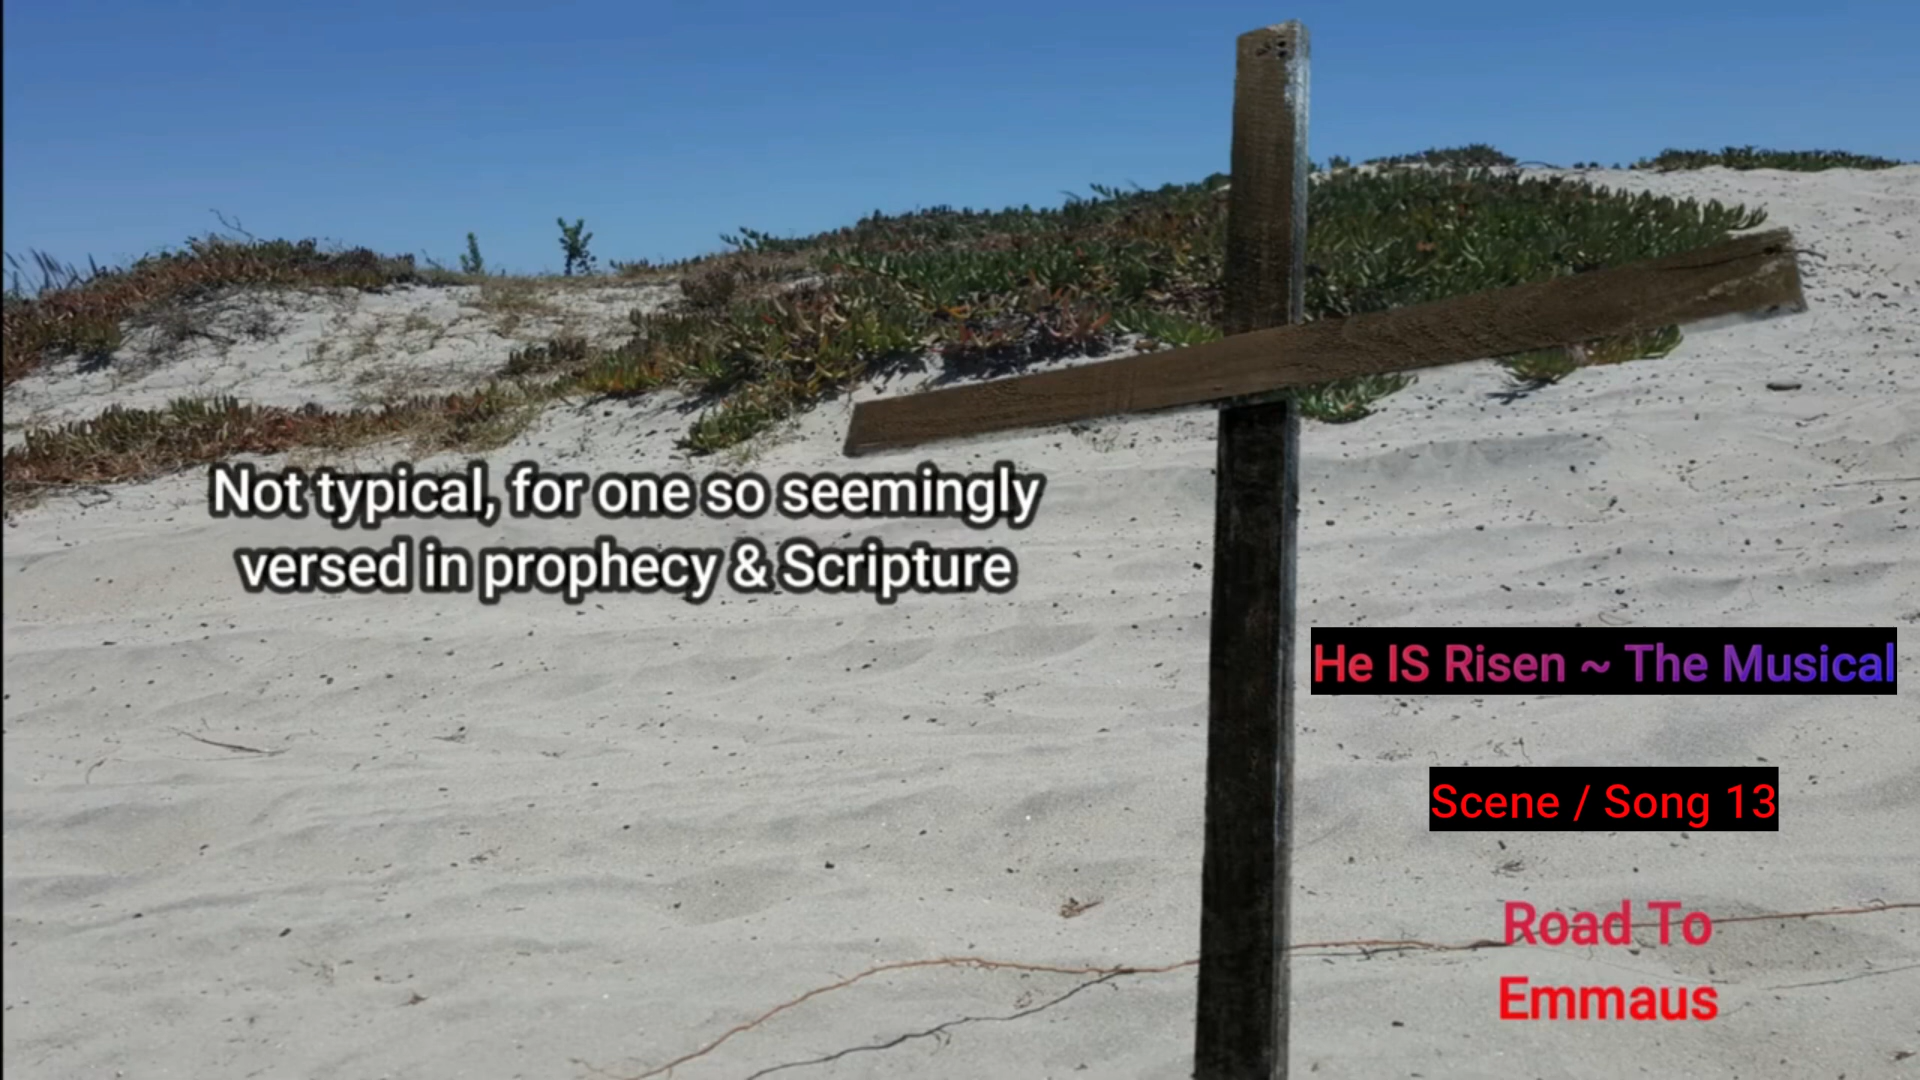 Not typical, for one so seemingly
versed in prophecy & Scripture
He IS Risen ~ The Musical
Scene / Song 13
Road To
Emmaus